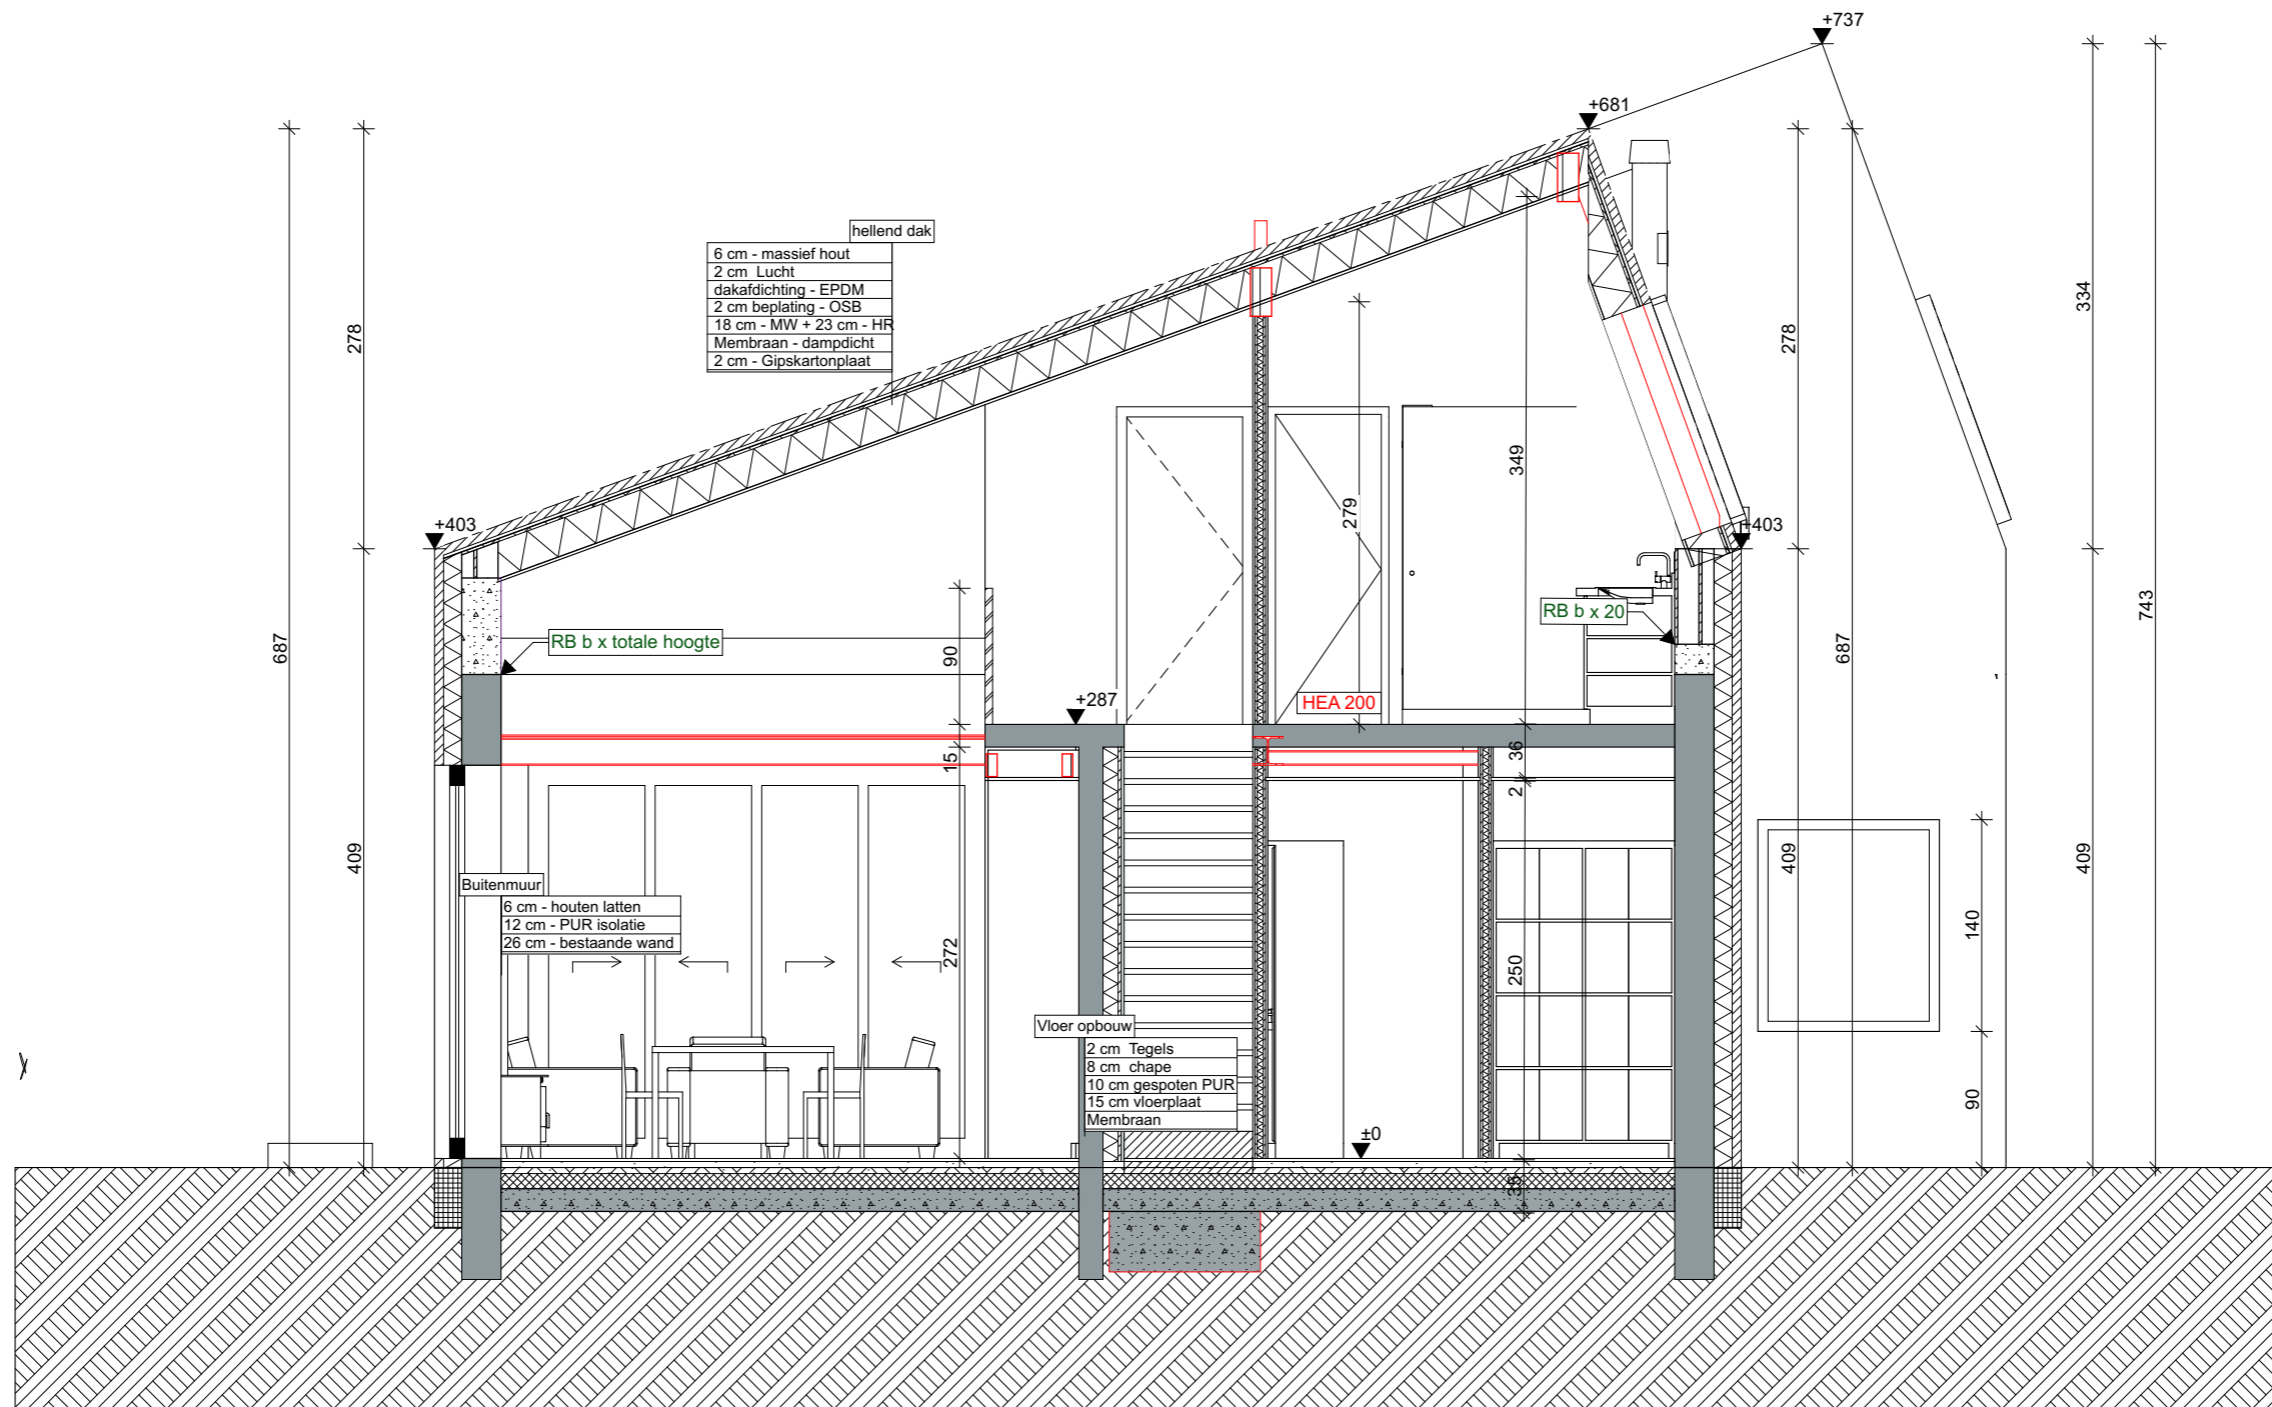 +737
+681
hellend dak
6 cm - massief hout
2 cm  Lucht
dakafdichting - EPDM
2 cm beplating - OSB
18 cm - MW + 23 cm - HR
Membraan - dampdicht
2 cm - Gipskartonplaat
278
278
334
349
279
+403
+403
687
RB b x totale hoogte
90
RB b x 20
687
743
+287
HEA 200
15
36
2
409
409
409
Buitenmuur
6 cm - houten latten
12 cm - PUR isolatie
26 cm - bestaande wand
272
250
140
Vloer opbouw
2 cm  Tegels
8 cm  chape
10 cm gespoten PUR
15 cm vloerplaat
Membraan
90
±0
35